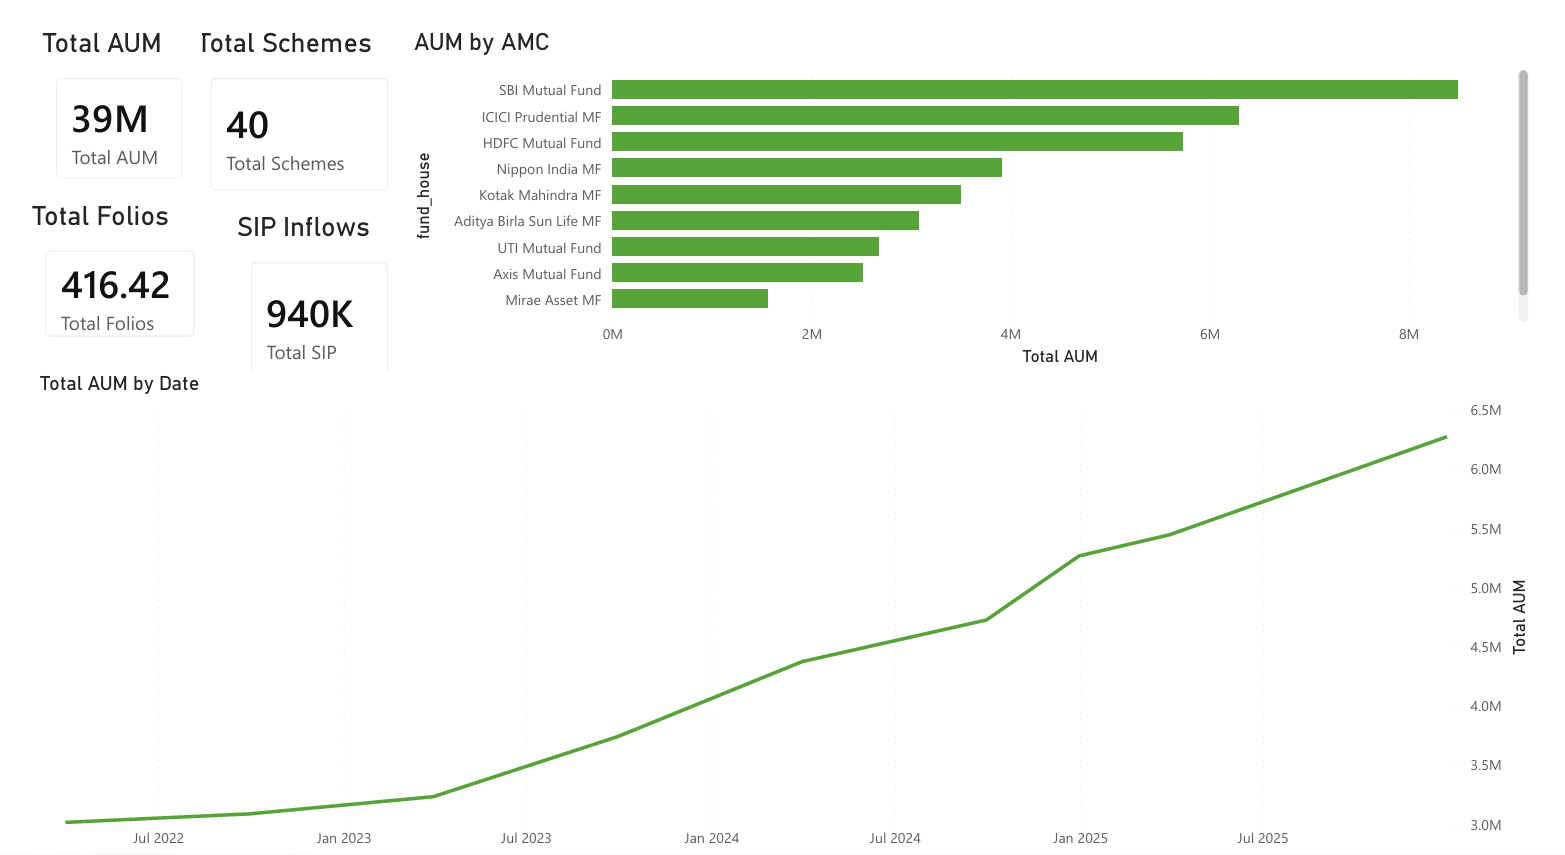 Total AUM
39M
Total AUM
Total Schemes
40
Total Schemes
Total Folios
416.42
Total Folios
SIP Inflows
940K
Total SIP
AUM by AMC
fund_house
SBI Mutual Fund
ICICI Prudential MF
HDFC Mutual Fund
Nippon India MF
Kotak Mahindra MF
Aditya Birla Sun Life MF
UTI Mutual Fund
Axis Mutual Fund
Mirae Asset MF
0M 2M 4M 6M 8M
Total AUM
Total AUM by Date
6.5M
6.0M
5.5M
5.0M
4.5M
4.0M
3.5M
3.0M
Total AUM
Jul 2022 Jan 2023 Jul 2023 Jan 2024 Jul 2024 Jan 2025 Jul 2025